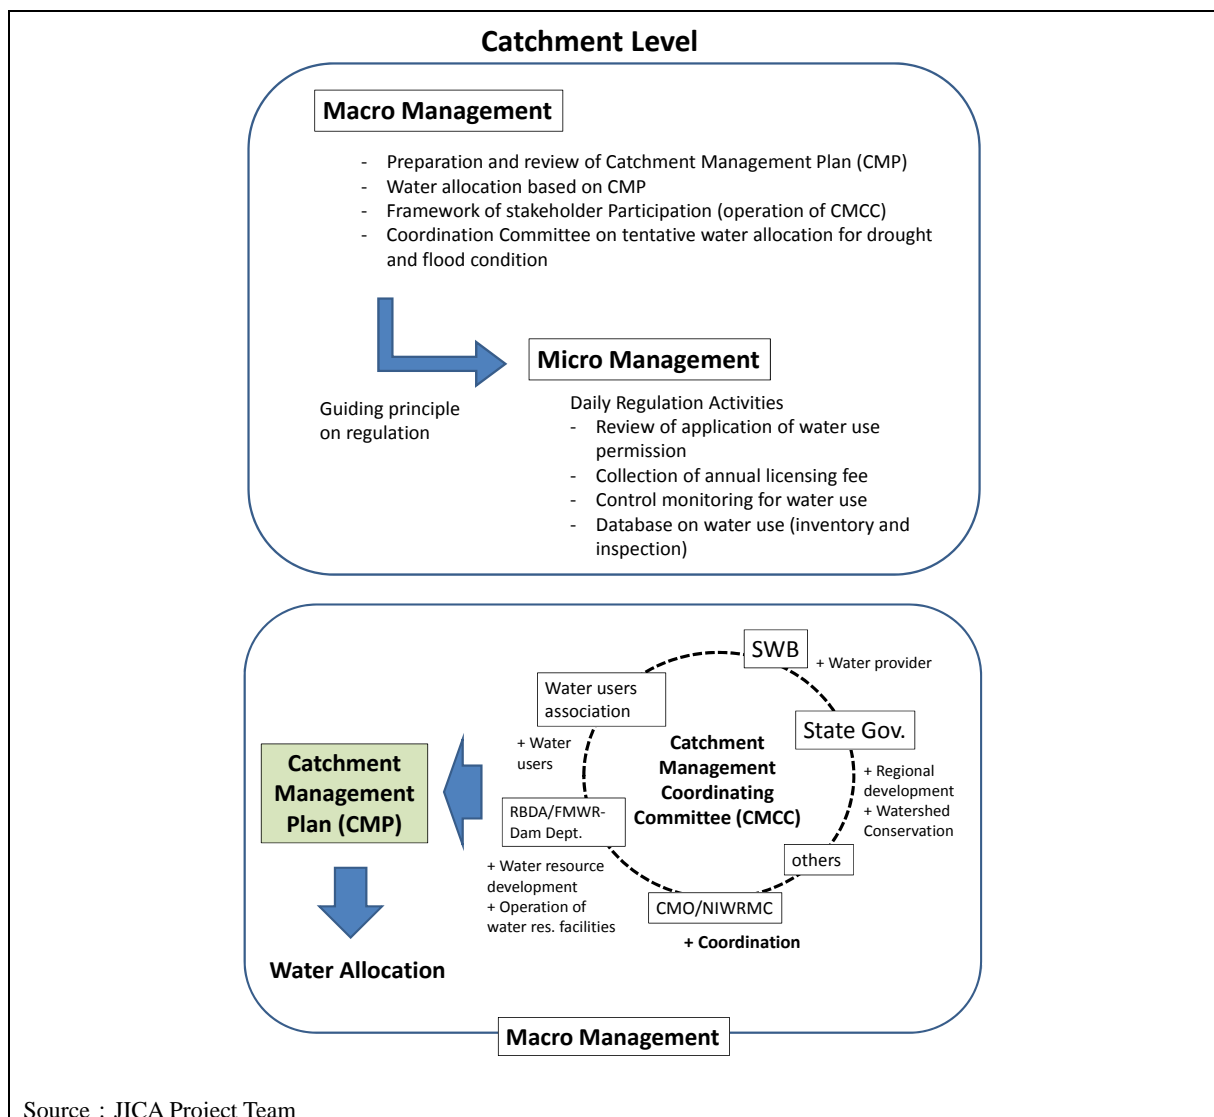 Catchment Level
Macro Management
- Preparation and review of Catchment Management Plan (CMP)
- Water allocation based on CMP
- Framework of stakeholder Participation (operation of CMCC)
- Coordination Committee on tentative water allocation for drought
and flood condition
Micro Management
Guiding principle
on regulation
Daily Regulation Activities
- Review of application of water use
permission
- Collection of annual licensing fee
- Control monitoring for water use
- Database on water use (inventory and
inspection)
SWB
+ Water provider
Water users
association
+ Water
users
State Gov.
+ Regional
development
+ Watershed
Conservation
Catchment
Management
Coordinating
Committee (CMCC)
Catchment
Management
Plan (CMP)
RBDA/FMWR-
Dam Dept.
+ Water resource
development
+ Operation of
water res. facilities
others
CMO/NIWRMC
+ Coordination
Water Allocation
Macro Management
Source : JICA Project Team